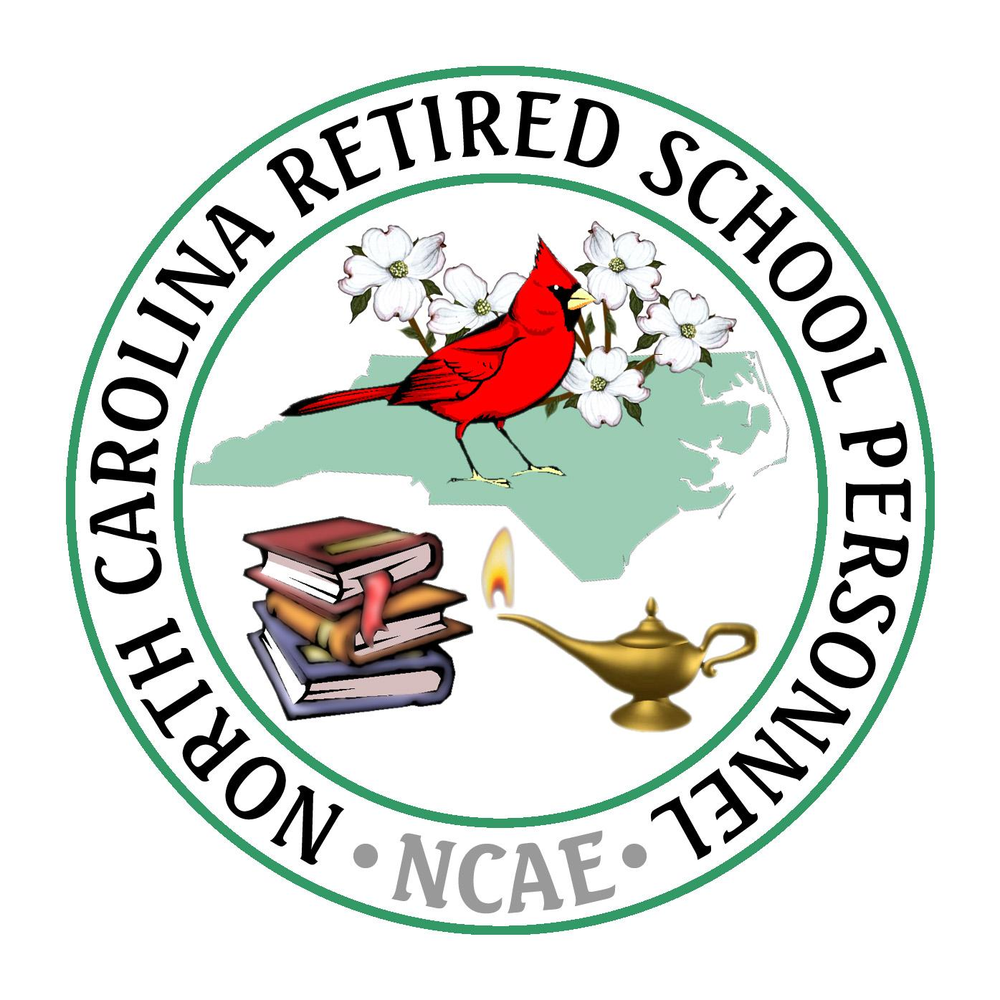 NORTH CAROLINA RETIRED SCHOOL PERSONNEL
• NCAE •